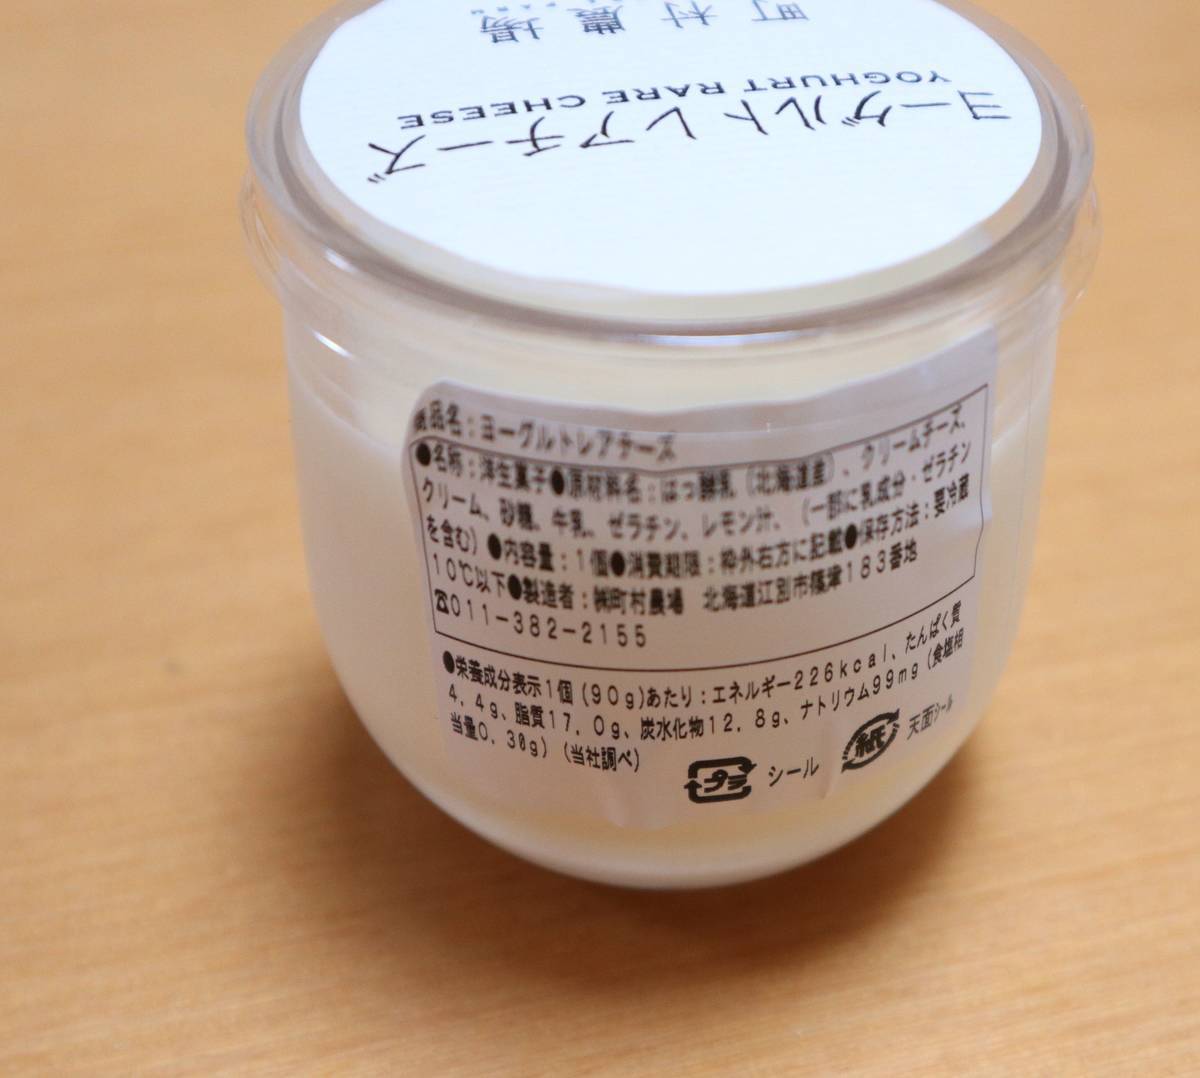 町村農場
YOGHURT RARE CHEESE
ヨーグルトレアチーズ
商品名：ヨーグルトレアチーズ
●名称：洋生菓子●原材料名：はっ酵乳（北海道産）、クリームチーズ、
クリーム、砂糖、牛乳、ゼラチン、レモン汁、（一部に乳成分・ゼラチン
を含む）●内容量：1個●消費期限：枠外右方に記載●保存方法：要冷蔵
10℃以下●製造者：㈱町村農場　北海道江別市篠津183番地
☎011-382-2155
●栄養成分表示1個（90g)あたり：エネルギー226kcal、たんぱく質
4.4g、脂質17.0g、炭水化物12.8g、ナトリウム99mg（食塩相
当量0.30g）（当社調べ）
プラ シール 紙 天面シール